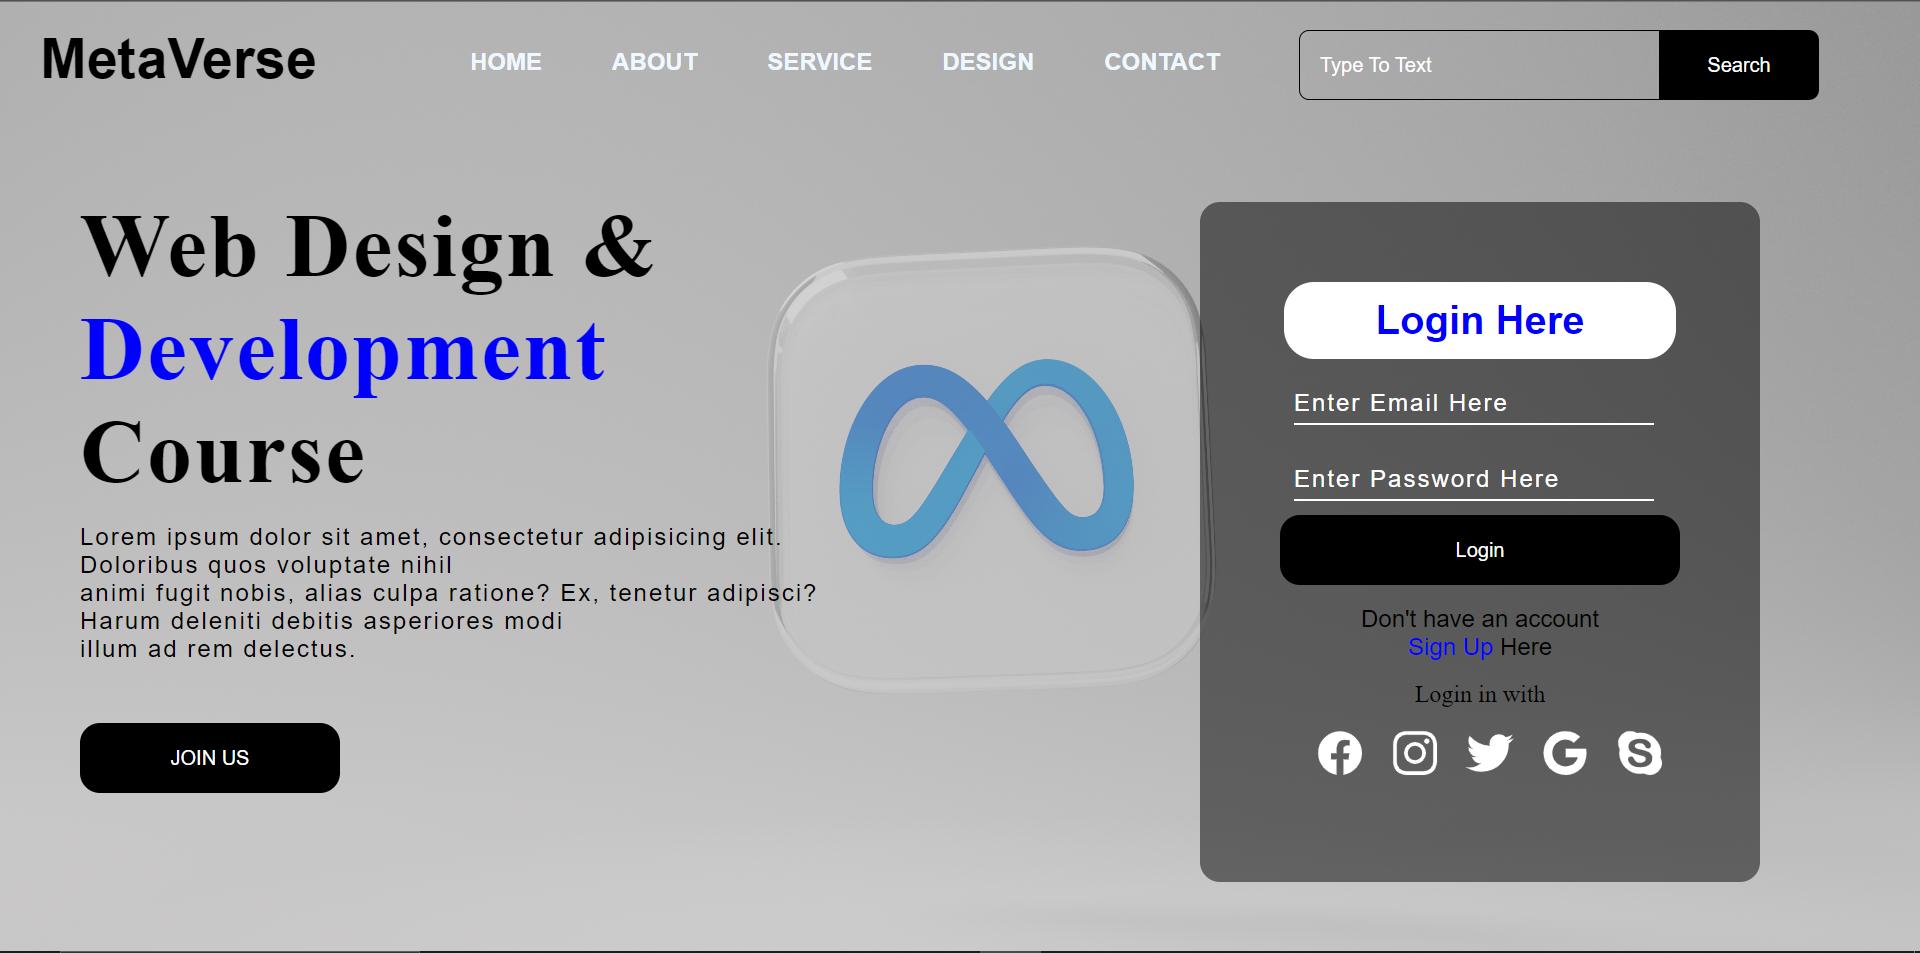 MetaVerse
HOME ABOUT SERVICE DESIGN CONTACT
Type To Text
Search
Web Design &
Development
Course
Lorem ipsum dolor sit amet, consectetur adipisicing elit.
Doloribus quos voluptate nihil
animi fugit nobis, alias culpa ratione? Ex, tenetur adipisci?
Harum deleniti debitis asperiores modi
illum ad rem delectus.
JOIN US
Login Here
Enter Email Here
Enter Password Here
Login
Don't have an account
Sign Up Here
Login in with